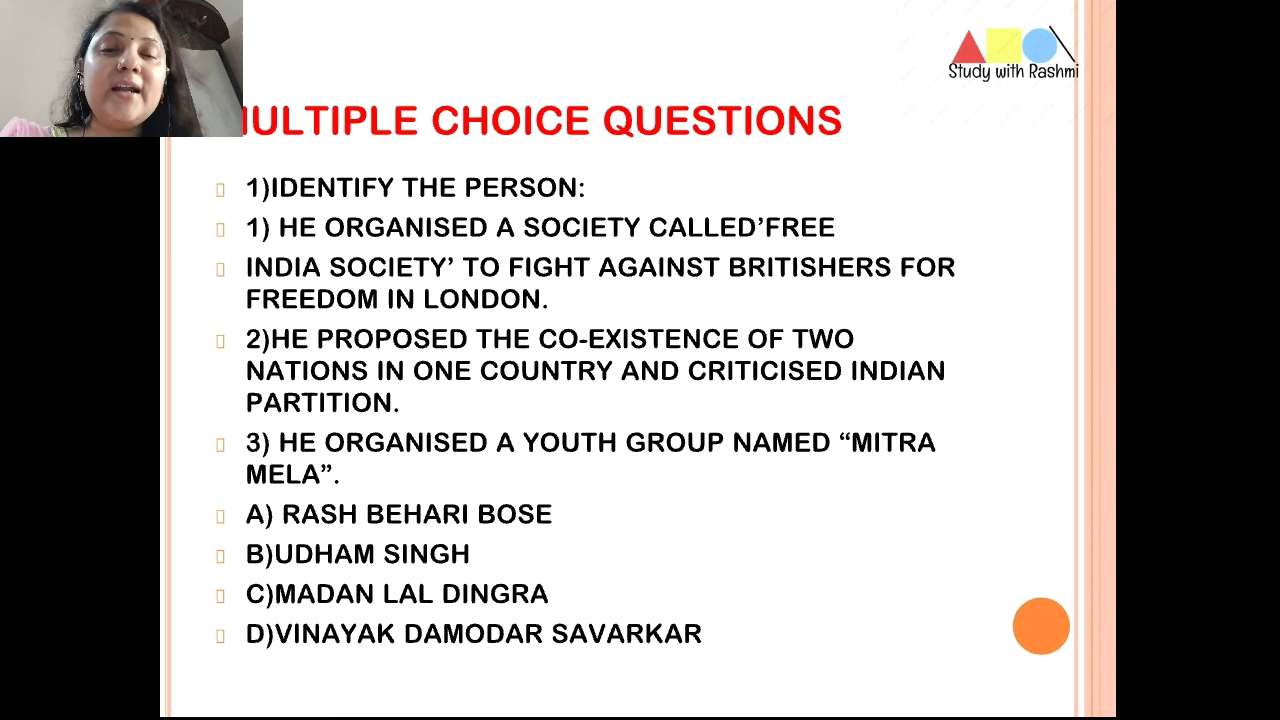 Study with Rashmi
ULTIPLE CHOICE QUESTIONS
1)IDENTIFY THE PERSON:
1) HE ORGANISED A SOCIETY CALLED’FREE
INDIA SOCIETY’ TO FIGHT AGAINST BRITISHERS FOR
FREEDOM IN LONDON.
2)HE PROPOSED THE CO-EXISTENCE OF TWO
NATIONS IN ONE COUNTRY AND CRITICISED INDIAN
PARTITION.
3) HE ORGANISED A YOUTH GROUP NAMED “MITRA
MELA”.
A) RASH BEHARI BOSE
B)UDHAM SINGH
C)MADAN LAL DINGRA
D)VINAYAK DAMODAR SAVARKAR